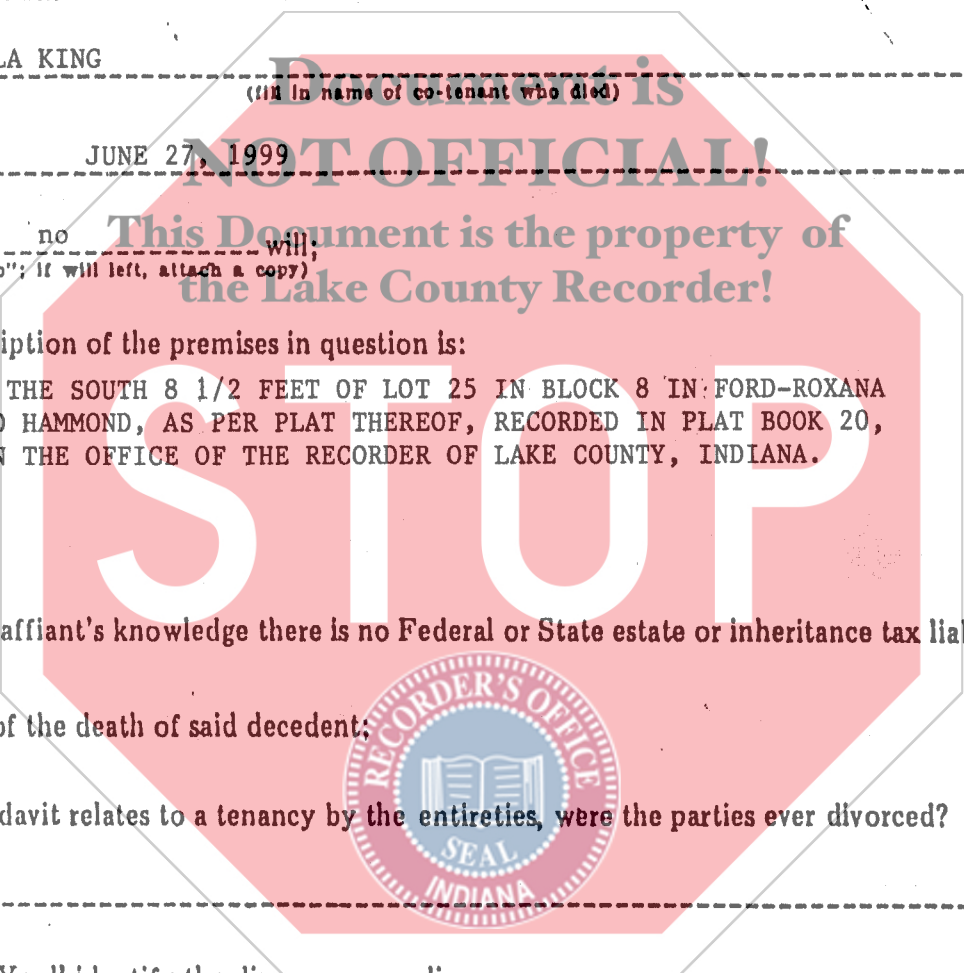 LA KING
Document is
(fill in name of co-tenant who died)
JUNE 27, 1999
NOT OFFICIAL!
no will;
This Document is the property of
"; if will left, attach a copy)
the Lake County Recorder!
iption of the premises in question is:
THE SOUTH 8 1/2 FEET OF LOT 25 IN BLOCK 8 IN FORD-ROXANA
HAMMOND, AS PER PLAT THEREOF, RECORDED IN PLAT BOOK 20,
N THE OFFICE OF THE RECORDER OF LAKE COUNTY, INDIANA.
STOP
affiant's knowledge there is no Federal or State estate or inheritance tax lia
RECORDER'S OFFICE
of the death of said decedent;
davit relates to a tenancy by the entireties, were the parties ever divorced?
SEAL
INDIANA